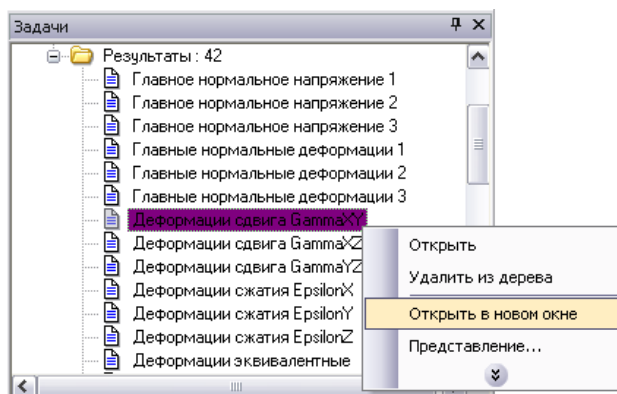 Задачи
Результаты : 42
Главное нормальное напряжение 1
Главное нормальное напряжение 2
Главное нормальное напряжение 3
Главные нормальные деформации 1
Главные нормальные деформации 2
Главные нормальные деформации 3
Деформации сдвига GammaXY
Деформации сдвига GammaXZ
Деформации сдвига GammaYZ
Деформации сжатия EpsilonX
Деформации сжатия EpsilonY
Деформации сжатия EpsilonZ
Деформации эквивалентные
Открыть
Удалить из дерева
Открыть в новом окне
Представление...